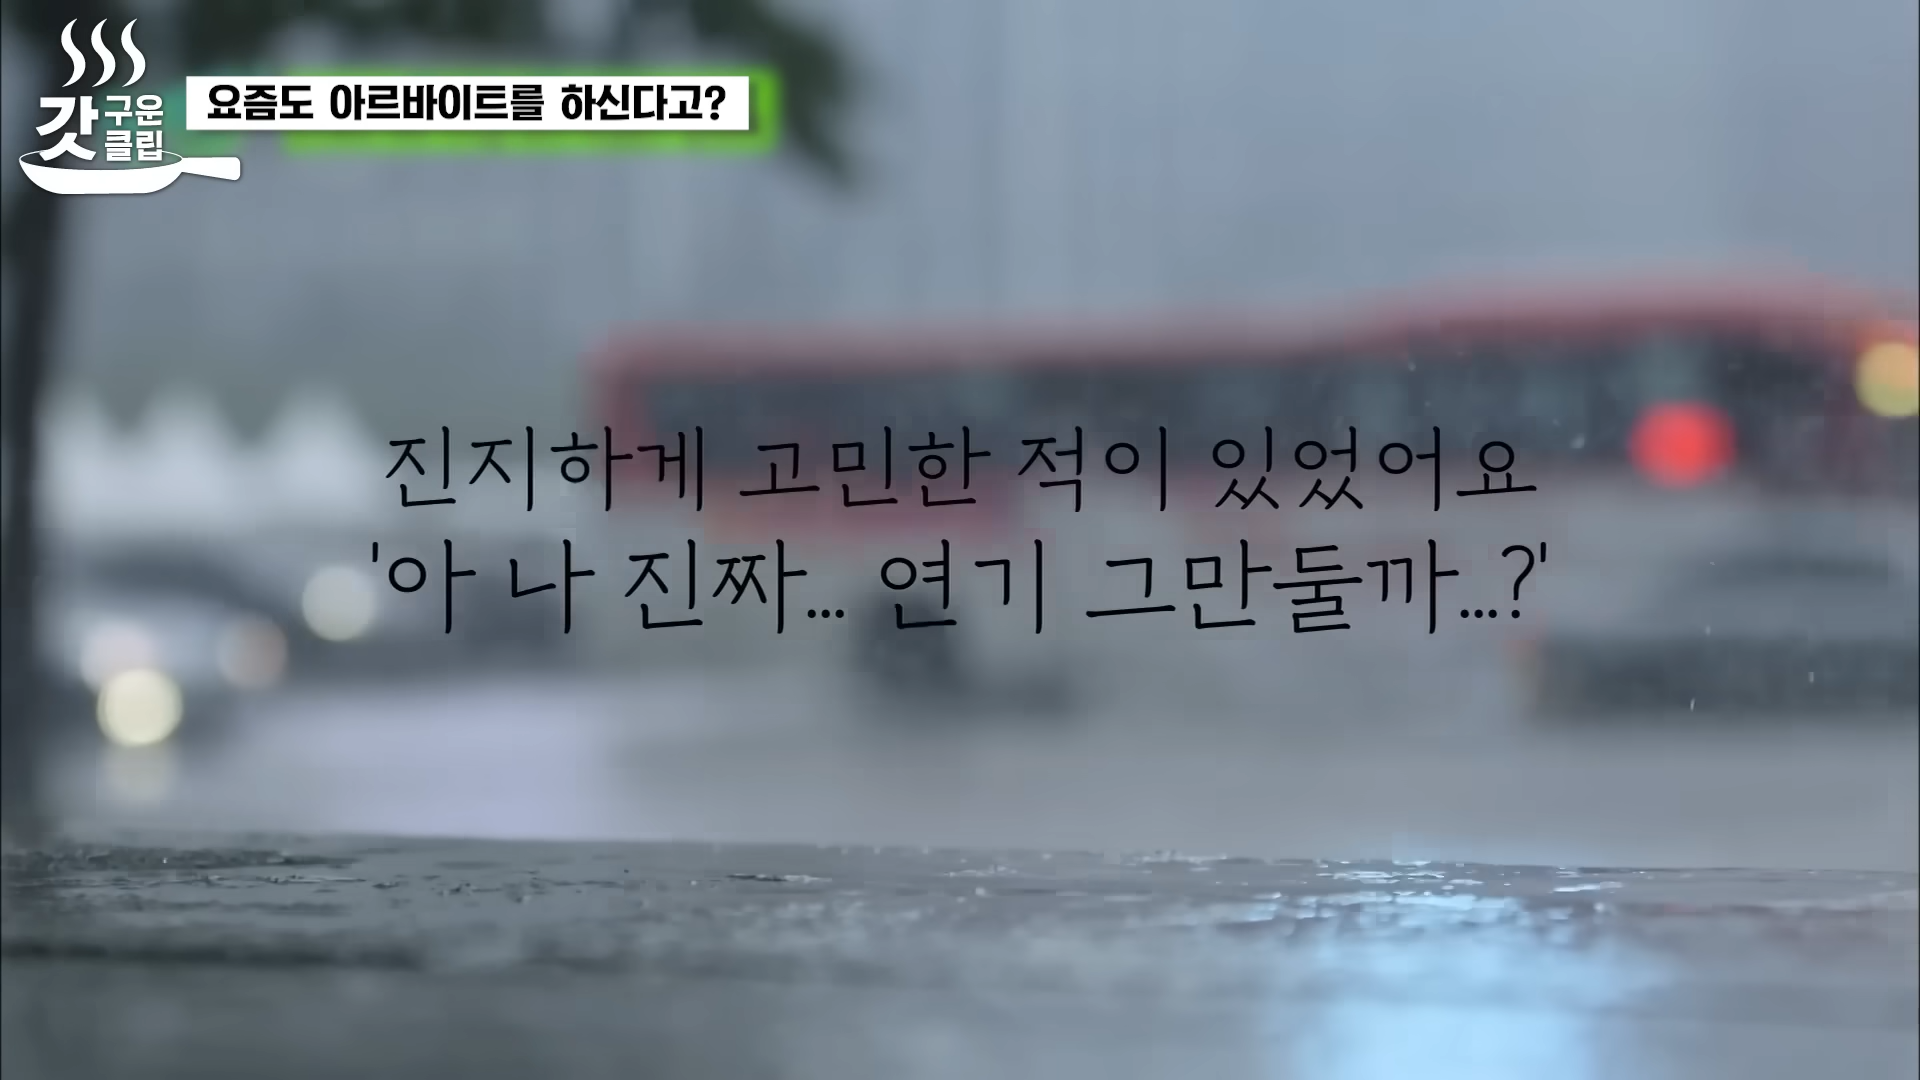 갓구운클립
요즘도 아르바이트를 하신다고?
진지하게 고민한 적이 있었어요
'아 나 진짜... 연기 그만둘까...?'